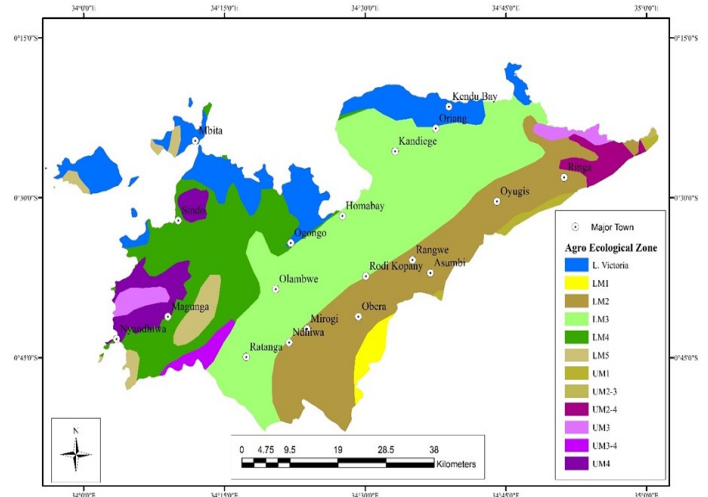 34°0'0"E 34°15'0"E 34°30'0"E 34°45'0"E 35°0'0"E
0°15'0"S 0°15'0"S
Kendu Bay
Oriang
Mbita
Kandiege
Ringa
0°30'0"S 0°30'0"S
Oyugis
Sindo
Homabay
Ogongo
Rangwe
Asumbi
Rodi Kopany
Olambwe
Magunga
Obera
Mirogi
Nyandhiwa
Ndhiwa
Ratanga
0°45'0"S 0°45'0"S
Major Town
Agro Ecological Zone
L. Victoria
LM1
LM2
LM3
LM4
LM5
UM1
UM2-3
UM2-4
UM3
UM3-4
UM4
N
0 4.75 9.5 19 28.5 38
Kilometers
34°0'0"E 34°15'0"E 34°30'0"E 34°45'0"E 35°0'0"E